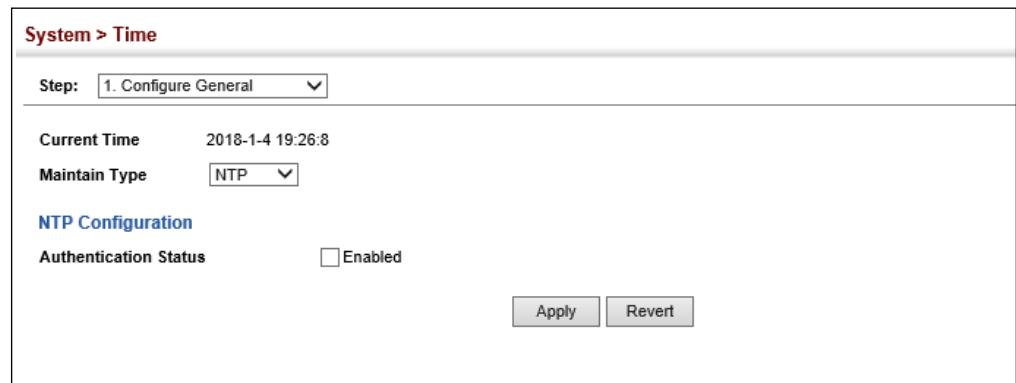 System > Time
Step: 1. Configure General
Current Time 2018-1-4 19:26:8
Maintain Type NTP
NTP Configuration
Authentication Status Enabled
Apply Revert